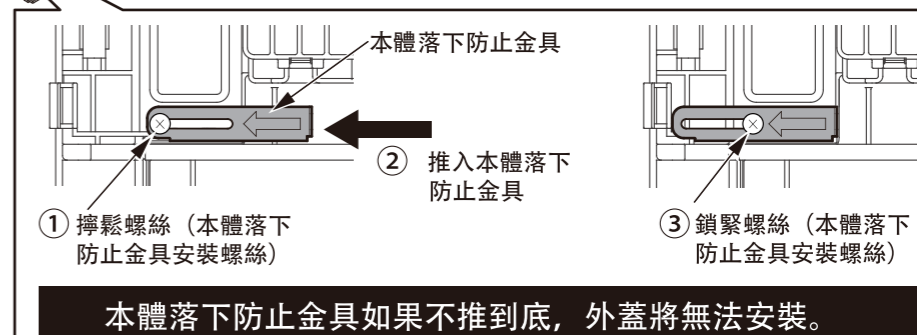 本體落下防止金具
② 推入本體落下
防止金具
① 擰鬆螺絲（本體落下
防止金具安裝螺絲）
③ 鎖緊螺絲（本體落下
防止金具安裝螺絲）
本體落下防止金具如果不推到底，外蓋將無法安裝。